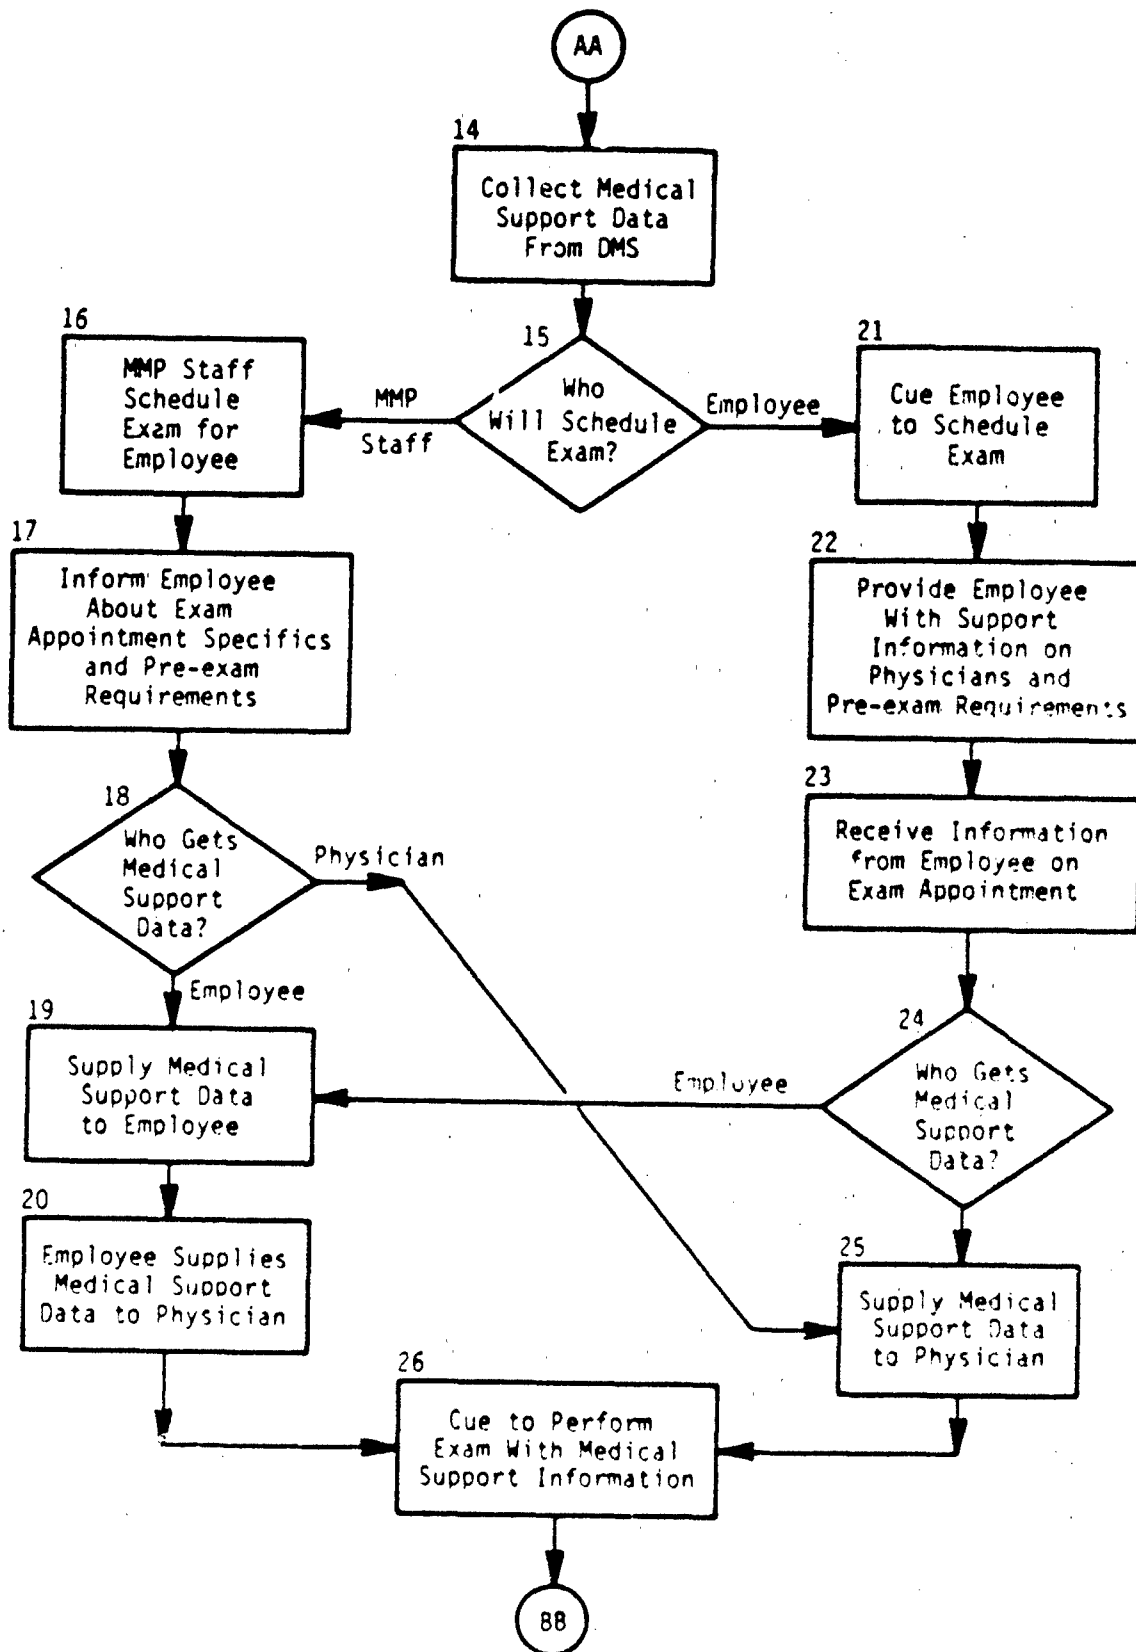 AA
14
Collect Medical
Support Data
From DMS
15
Who
Will Schedule
Exam?
MMP
Staff
Employee
16
MMP Staff
Schedule
Exam for
Employee
17
Inform Employee
About Exam
Appointment Specifics
and Pre-exam
Requirements
18
Who Gets
Medical
Support
Data?
Physician
Employee
19
Supply Medical
Support Data
to Employee
20
Employee Supplies
Medical Support
Data to Physician
21
Cue Employee
to Schedule
Exam
22
Provide Employee
With Support
Information on
Physicians and
Pre-exam Requirements
23
Receive Information
from Employee on
Exam Appointment
24
Who Gets
Medical
Support
Data?
Employee
25
Supply Medical
Support Data
to Physician
26
Cue to Perform
Exam With Medical
Support Information
BB